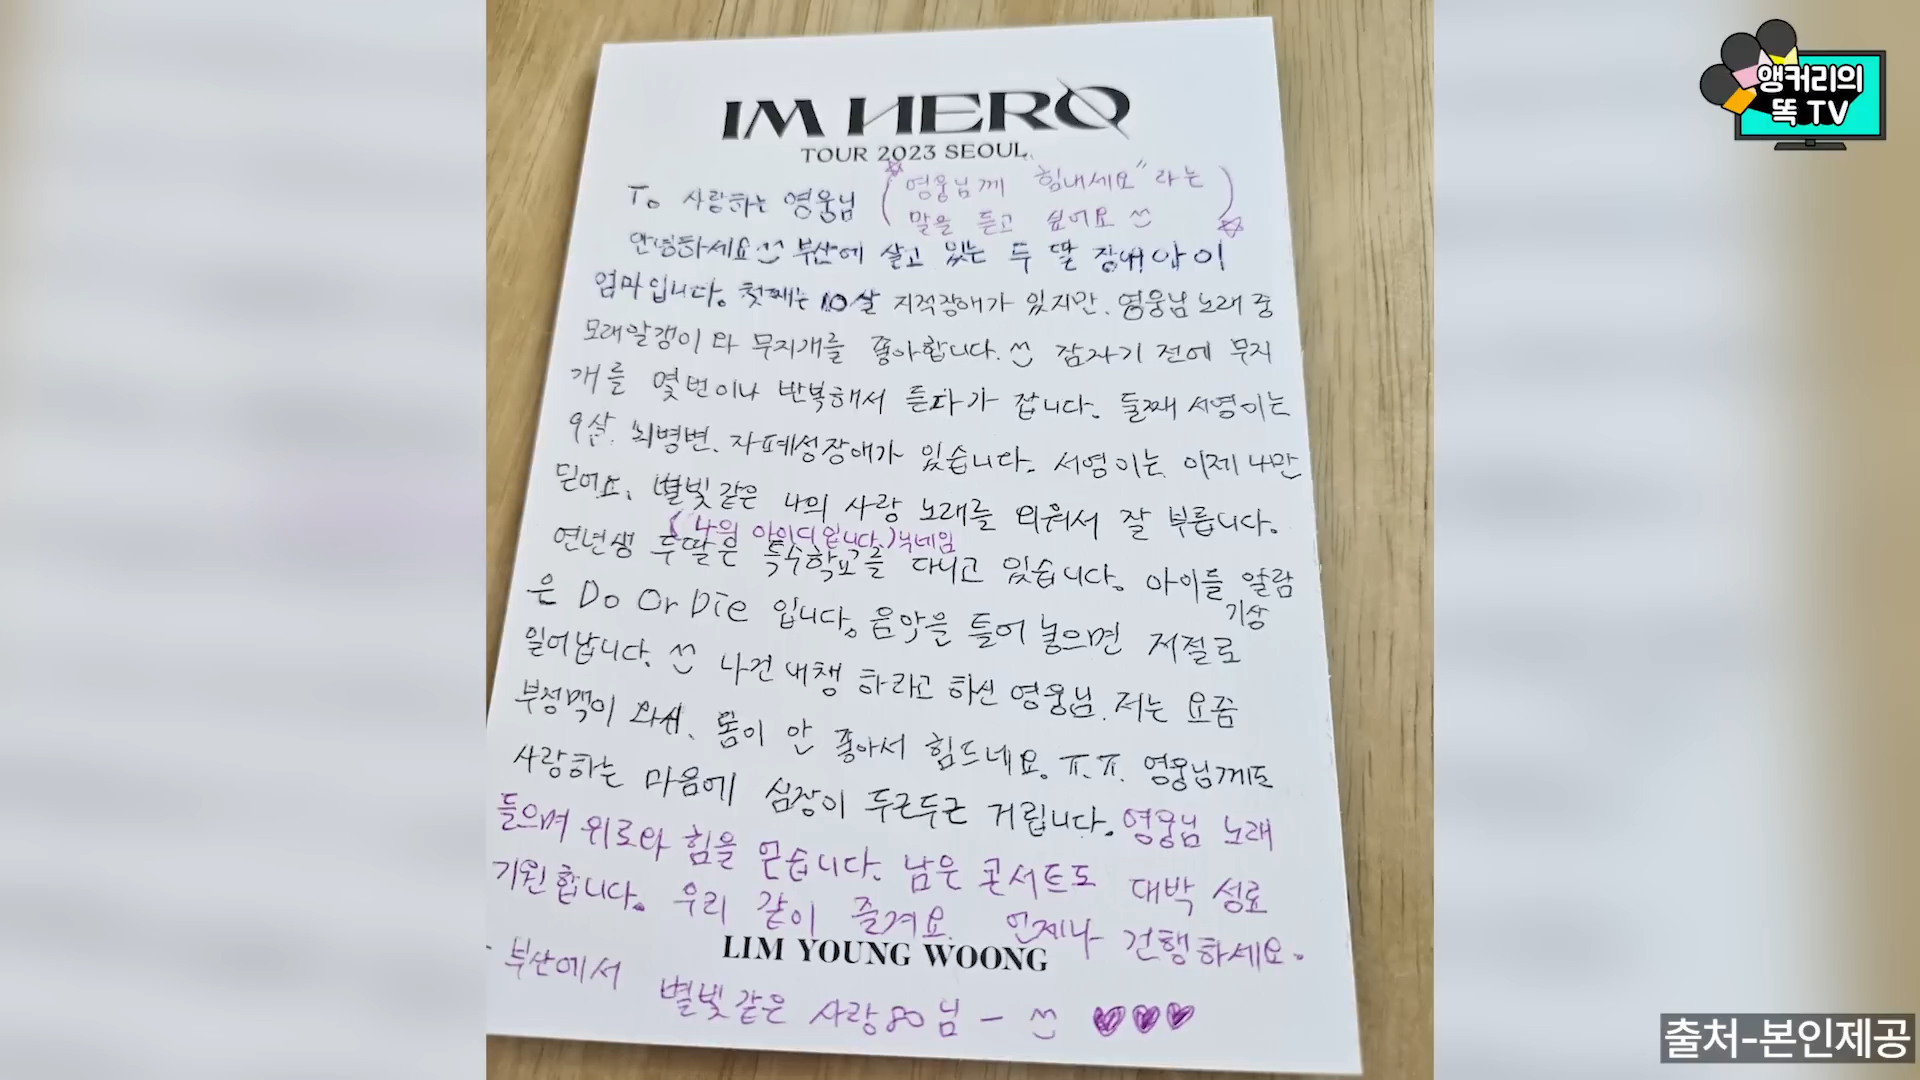 앵커리의
똑 TV
IM HERO
TOUR 2023 SEOUL
To 사랑하는 영웅님 (영웅님께 힘내세요" 라는
말을 듣고 싶어요)
안녕하세요 부산에 살고 있는 두 딸 장애아이
엄마입니다. 첫째는 10살 지적장애가 있지만. 영웅님 노래 중
모래알갱이 와 무지개를 좋아합니다. 잠자기 전에 무지
개를 몇번이나 반복해서 듣다가 잡니다. 둘째 서영이는
9살. 뇌병변. 자폐성장애가 있습니다. 서영이는 이제 4만
믿어요. 별빛같은 나의 사랑 노래를 외워서 잘 부릅니다.
(나의 아이디입니다.)닉네임
연년생 두딸은 특수학교를 다니고 있습니다. 아이들 알람
은 Do Or Die 입니다. 음악을 틀어 놓으면 저절로 기상
일어납니다. 나건내챙 하라고 하신 영웅님. 저는 요즘
부정맥이 와서. 몸이 안 좋아서 힘드네요. ㅠ.ㅠ. 영웅님께도
사랑하는 마음에 심장이 두근두근 거립니다. 영웅님 노래
들으며 위로와 힘을 얻습니다. 남은 콘서트도 대박 성료
기원합니다. 우리 같이 즐겨요. 언제나 건행하세요.
LIM YOUNG WOONG
- 부산에서 별빛같은 사랑80님 -
출처-본인제공